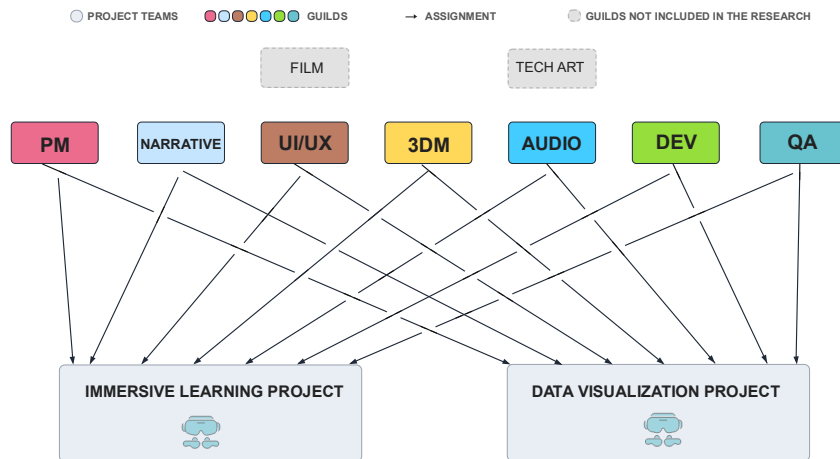 PROJECT TEAMS
GUILDS
ASSIGNMENT
GUILDS NOT INCLUDED IN THE RESEARCH
FILM
TECH ART
PM
NARRATIVE
UI/UX
3DM
AUDIO
DEV
QA
IMMERSIVE LEARNING PROJECT
DATA VISUALIZATION PROJECT